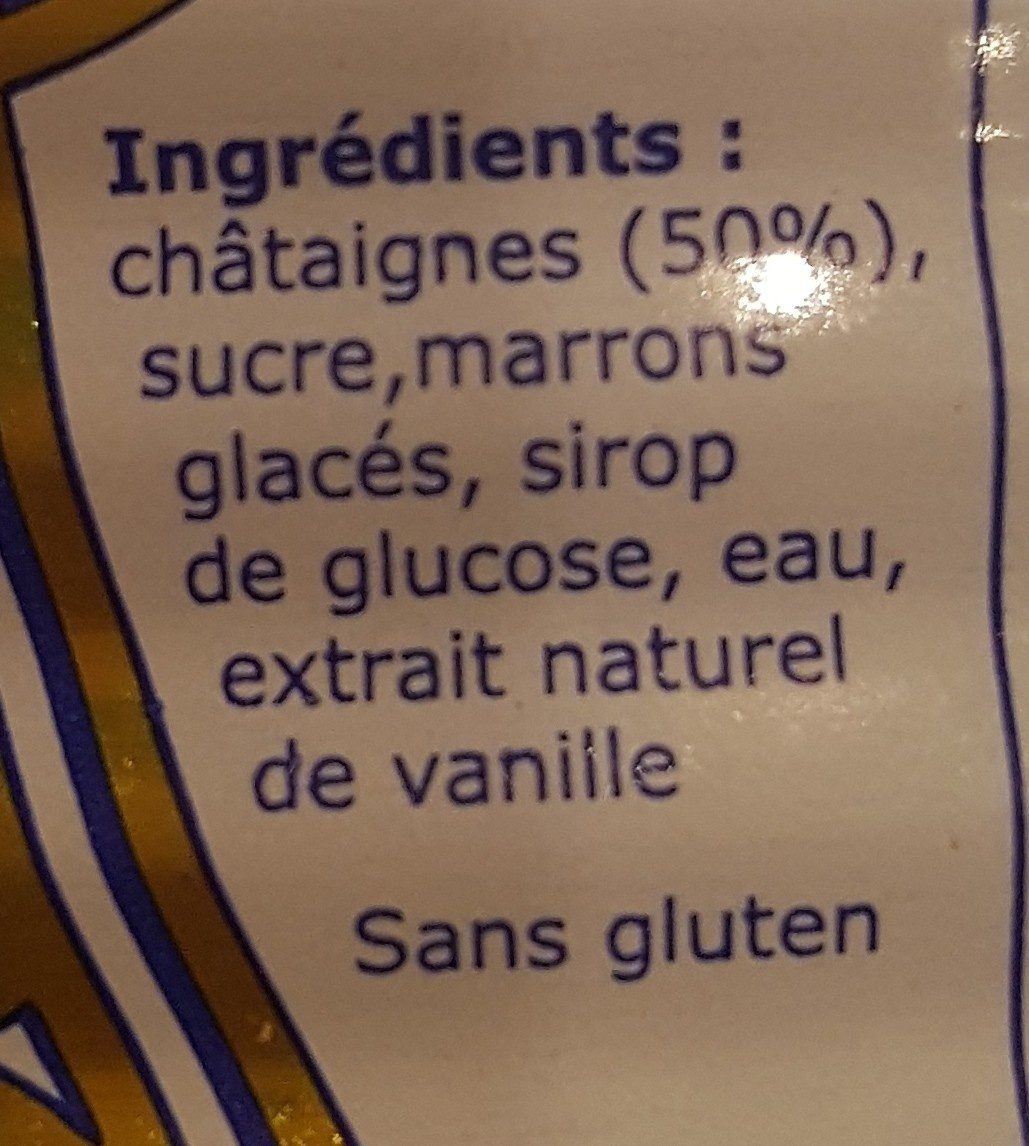 Ingrédients :
châtaignes (50%),
sucre,marrons
glacés, sirop
de glucose, eau,
extrait naturel
de vanille
Sans gluten